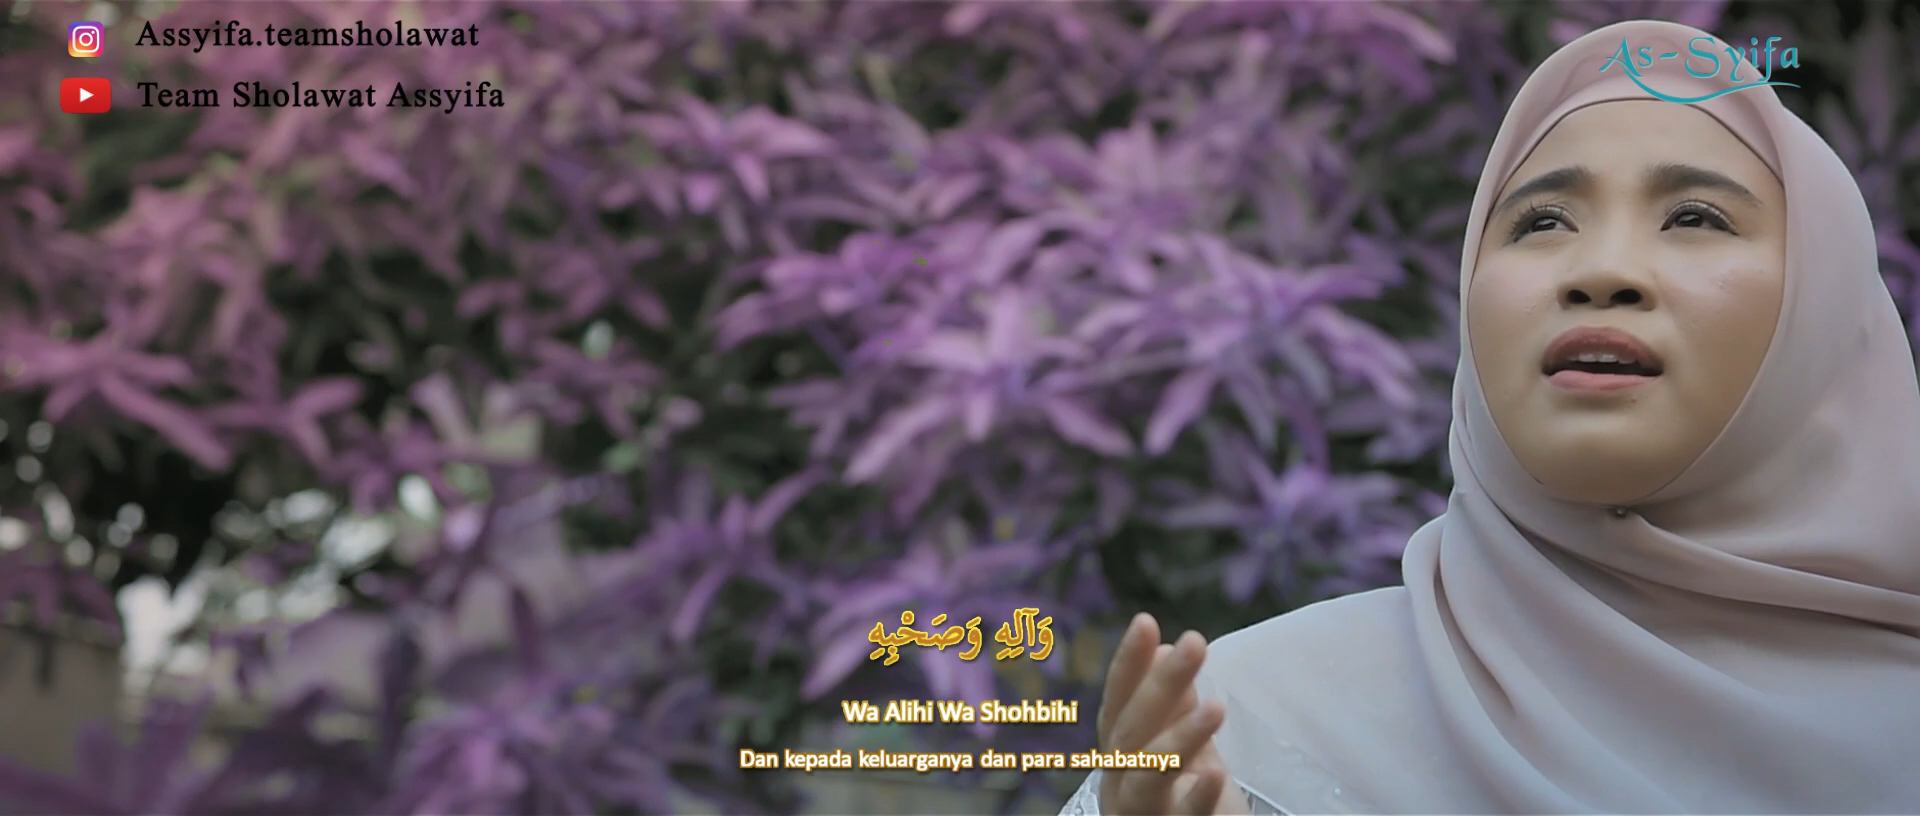 Assyifa.teamsholawat
As-Syifa
Team Sholawat Assyifa
وَآلِهِ وَصَحْبِهِ
Wa Alihi Wa Shohbihi
Dan kepada keluarganya dan para sahabatnya